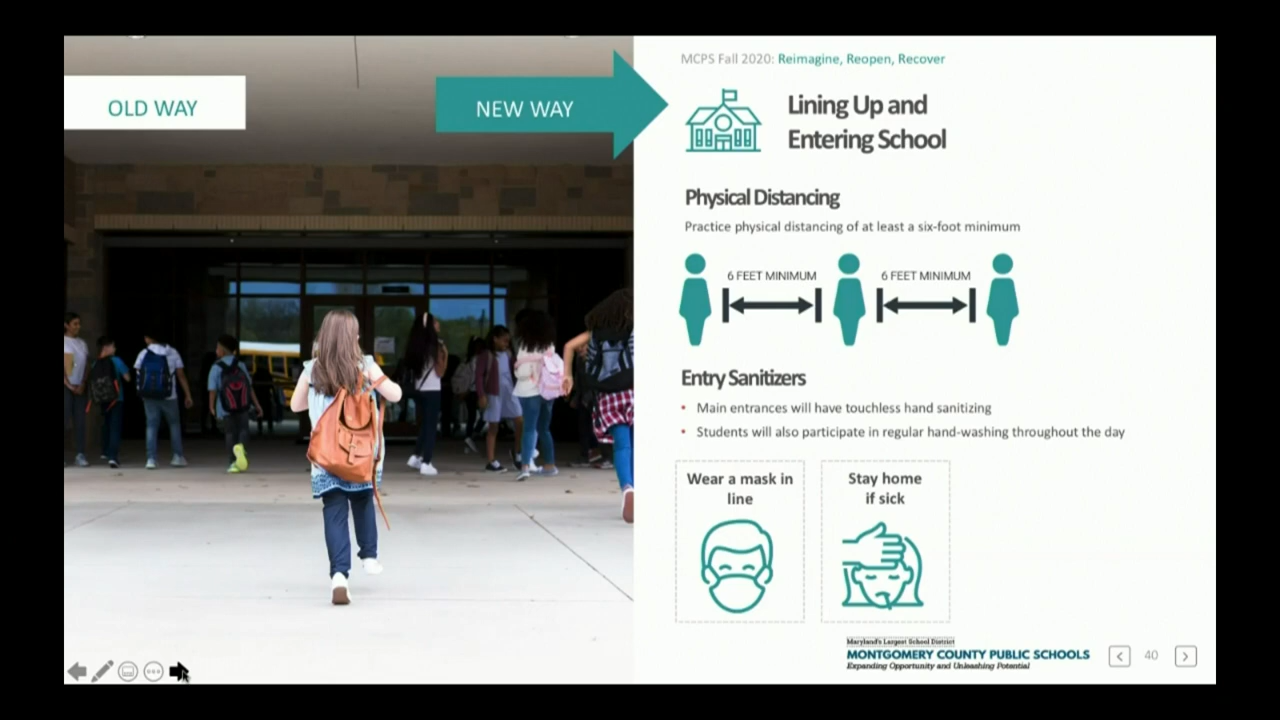 OLD WAY
NEW WAY
MCPS Fall 2020: Reimagine, Reopen, Recover
Lining Up and
Entering School
Physical Distancing
Practice physical distancing of at least a six-foot minimum
6 FEET MINIMUM
6 FEET MINIMUM
Entry Sanitizers
• Main entrances will have touchless hand sanitizing
• Students will also participate in regular hand-washing throughout the day
Wear a mask in
line
Stay home
if sick
Maryland's Largest School District
MONTGOMERY COUNTY PUBLIC SCHOOLS
Expanding Opportunity and Unleashing Potential
40